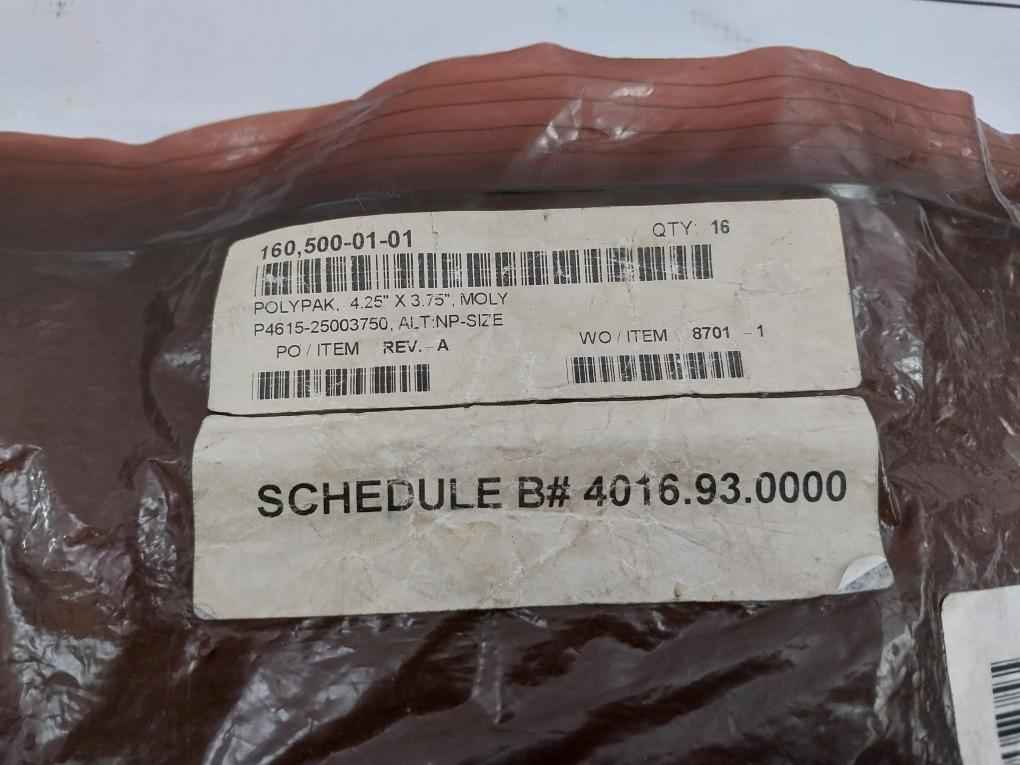 160,500-01-01 QTY: 16
POLYPAK, 4.25" X 3.75", MOLY
P4615-25003750, ALT:NP-SIZE
PO / ITEM REV.-A WO / ITEM 8701 -1
SCHEDULE B# 4016.93.0000